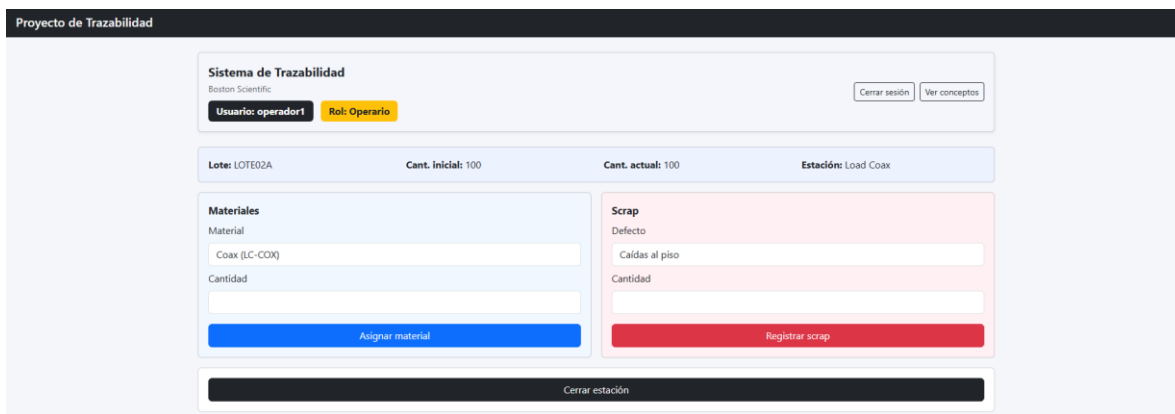 Proyecto de Trazabilidad
Sistema de Trazabilidad
Boston Scientific
Usuario: operador1 Rol: Operario
Cerrar sesión Ver conceptos
Lote: LOTE02A Cant. inicial: 100 Cant. actual: 100 Estación: Load Coax
Materiales
Material
Coax (LC-COX)
Cantidad
Asignar material
Scrap
Defecto
Caídas al piso
Cantidad
Registrar scrap
Cerrar estación